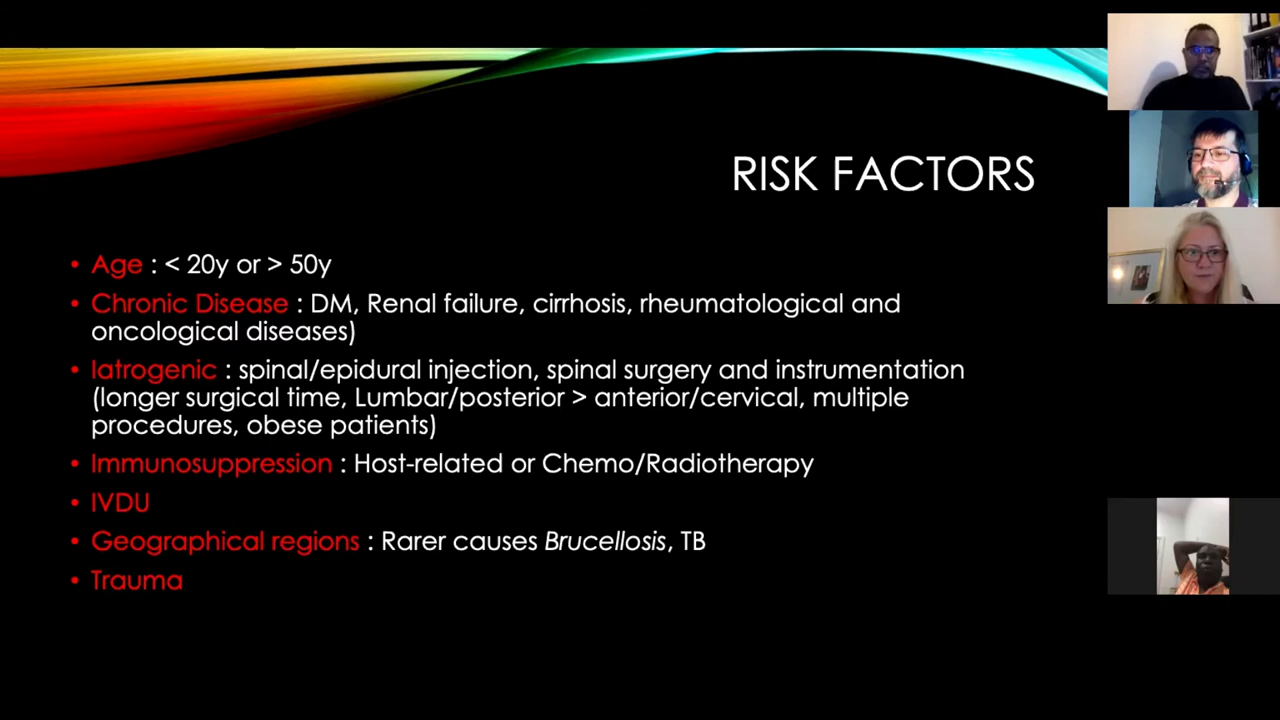 RISK FACTORS
• Age : < 20y or > 50y
• Chronic Disease : DM, Renal failure, cirrhosis, rheumatological and
oncological diseases)
• Iatrogenic : spinal/epidural injection, spinal surgery and instrumentation
(longer surgical time, Lumbar/posterior > anterior/cervical, multiple
procedures, obese patients)
• Immunosuppression : Host-related or Chemo/Radiotherapy
• IVDU
• Geographical regions : Rarer causes Brucellosis, TB
• Trauma